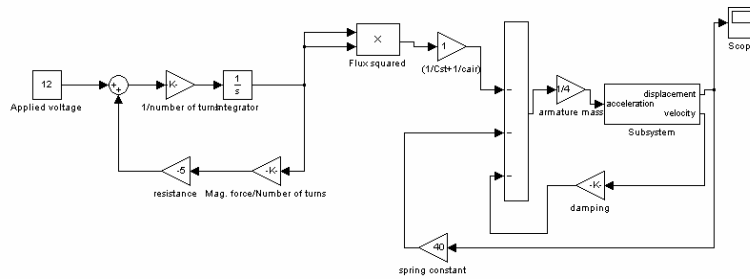 12
Applied voltage
+
+
K-
1/number of turns
1
s
Integrator
×
Flux squared
1
(1/Cst+1/cair)
−
−
−
1/4
armature mass
acceleration
displacement
velocity
Subsystem
Scop
-5
resistance
-K-
Mag. force/Number of turns
-K-
damping
40
spring constant